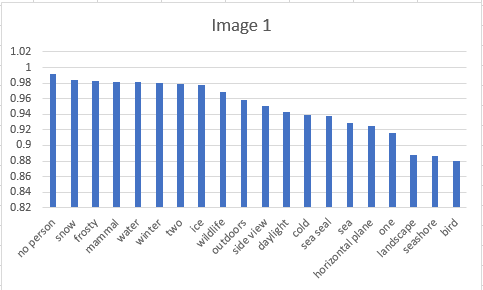 Image 1
1.02
1
0.98
0.96
0.94
0.92
0.9
0.88
0.86
0.84
0.82
no person
snow
frosty
mammal
water
winter
two
ice
wildlife
outdoors
side view
daylight
cold
sea seal
sea
horizontal plane
one
landscape
seashore
bird